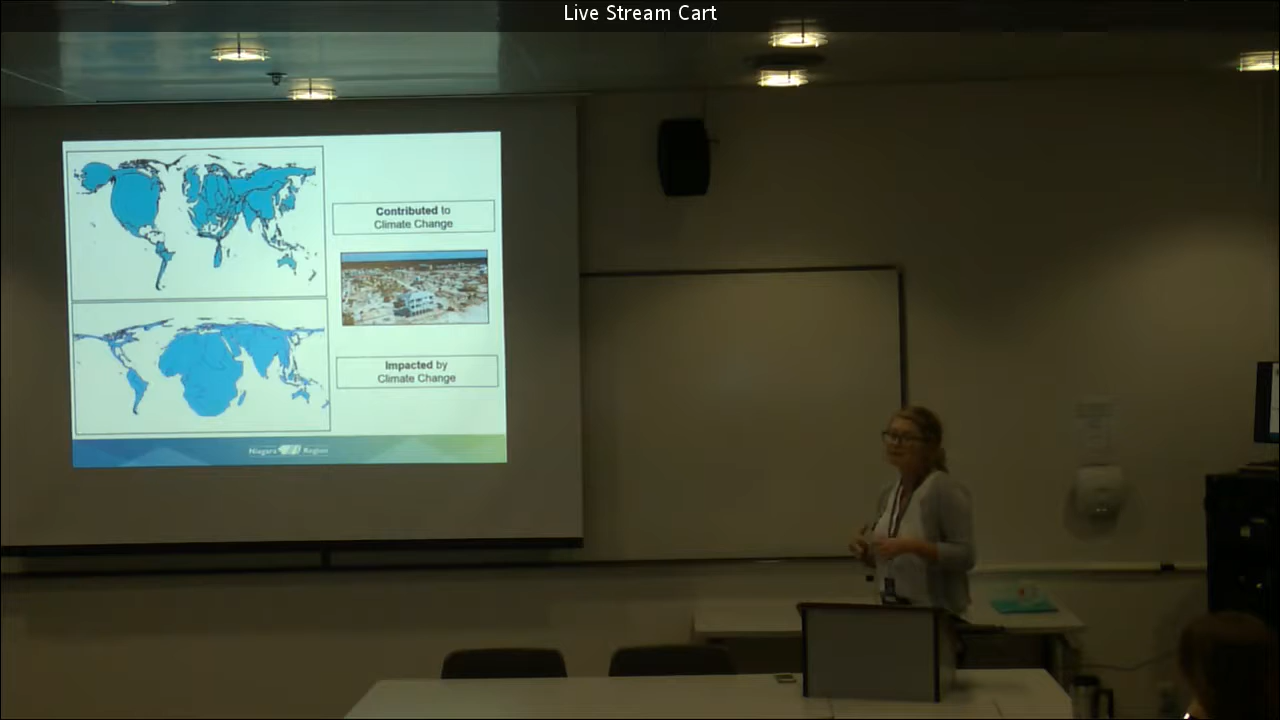 Live Stream Cart
Contributed to
Climate Change
Impacted by
Climate Change
Niagara Region